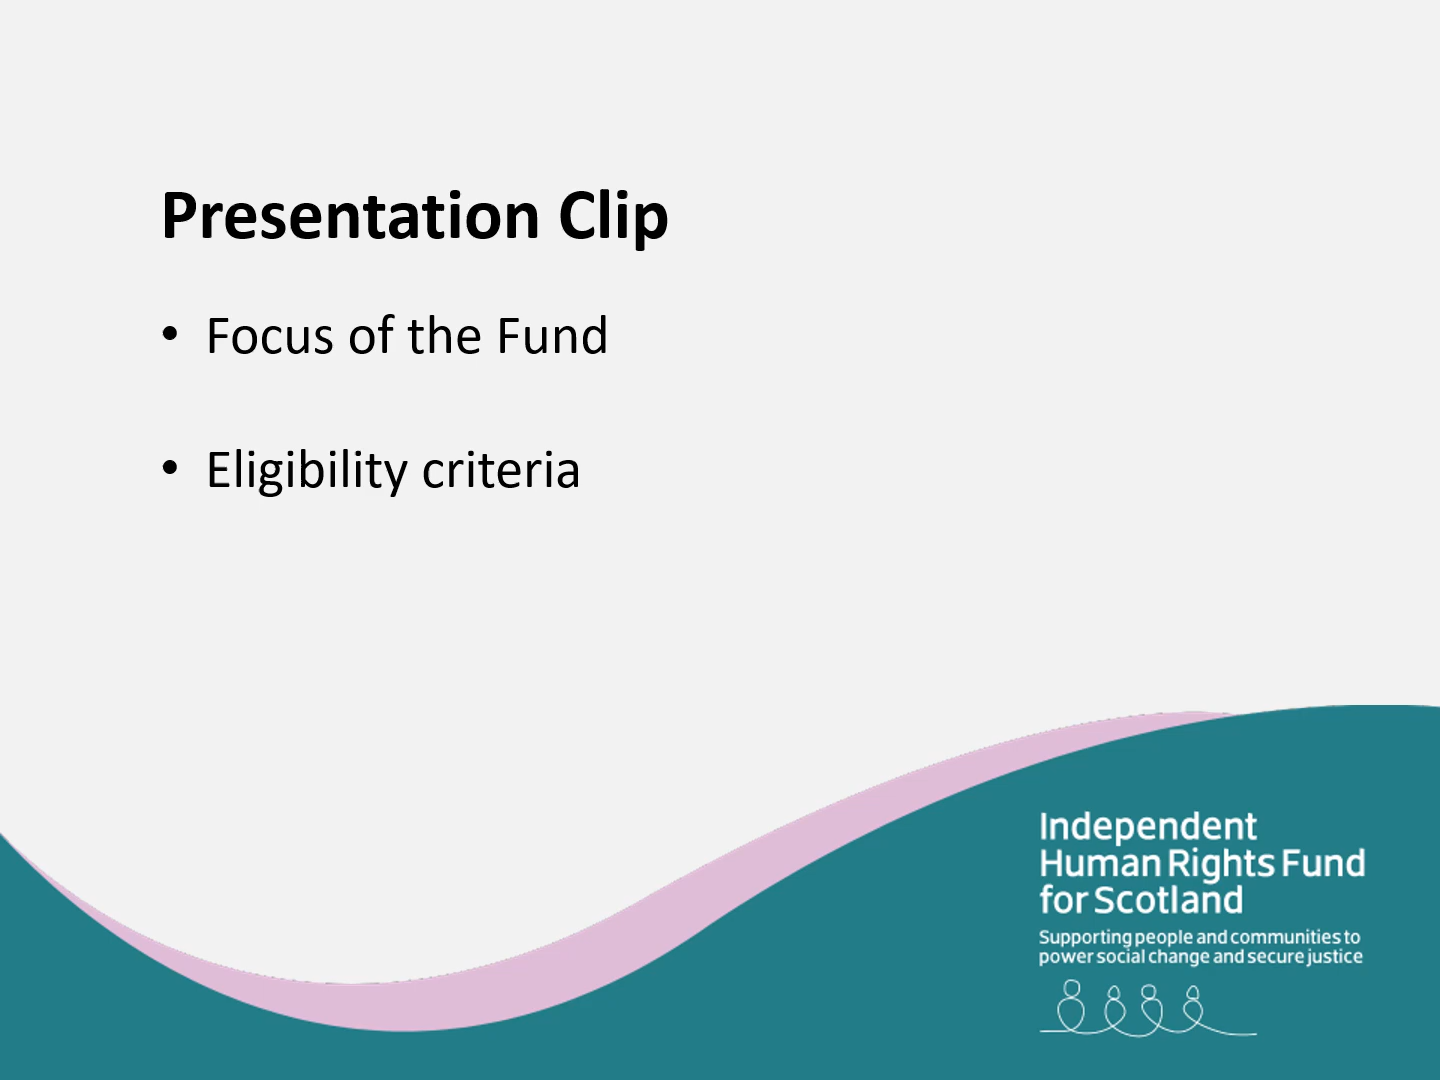 Presentation Clip
• Focus of the Fund
• Eligibility criteria
Independent
Human Rights Fund
for Scotland
Supporting people and communities to
power social change and secure justice